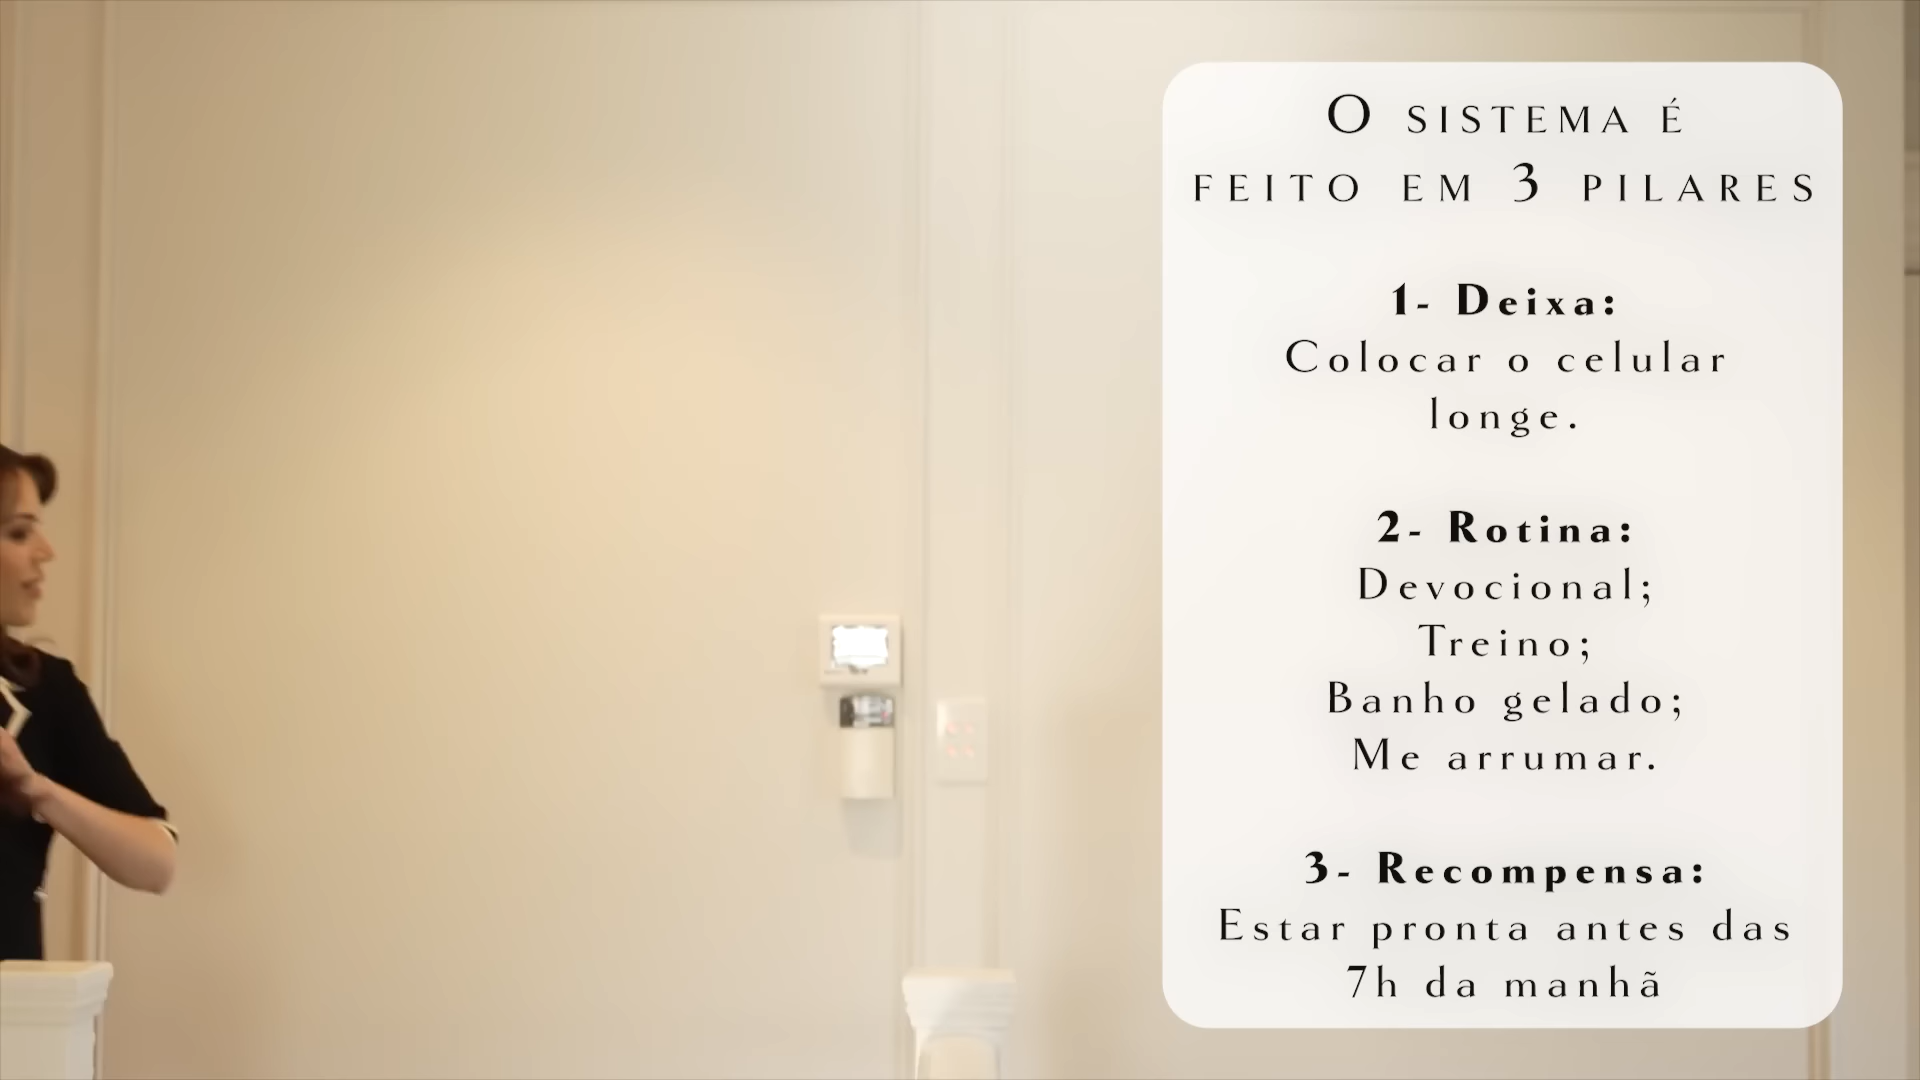 O SISTEMA É
FEITO EM 3 PILARES
1- Deixa:
Colocar o celular
longe.
2- Rotina:
Devocional;
Treino;
Banho gelado;
Me arrumar.
3- Recompensa:
Estar pronta antes das
7h da manhã